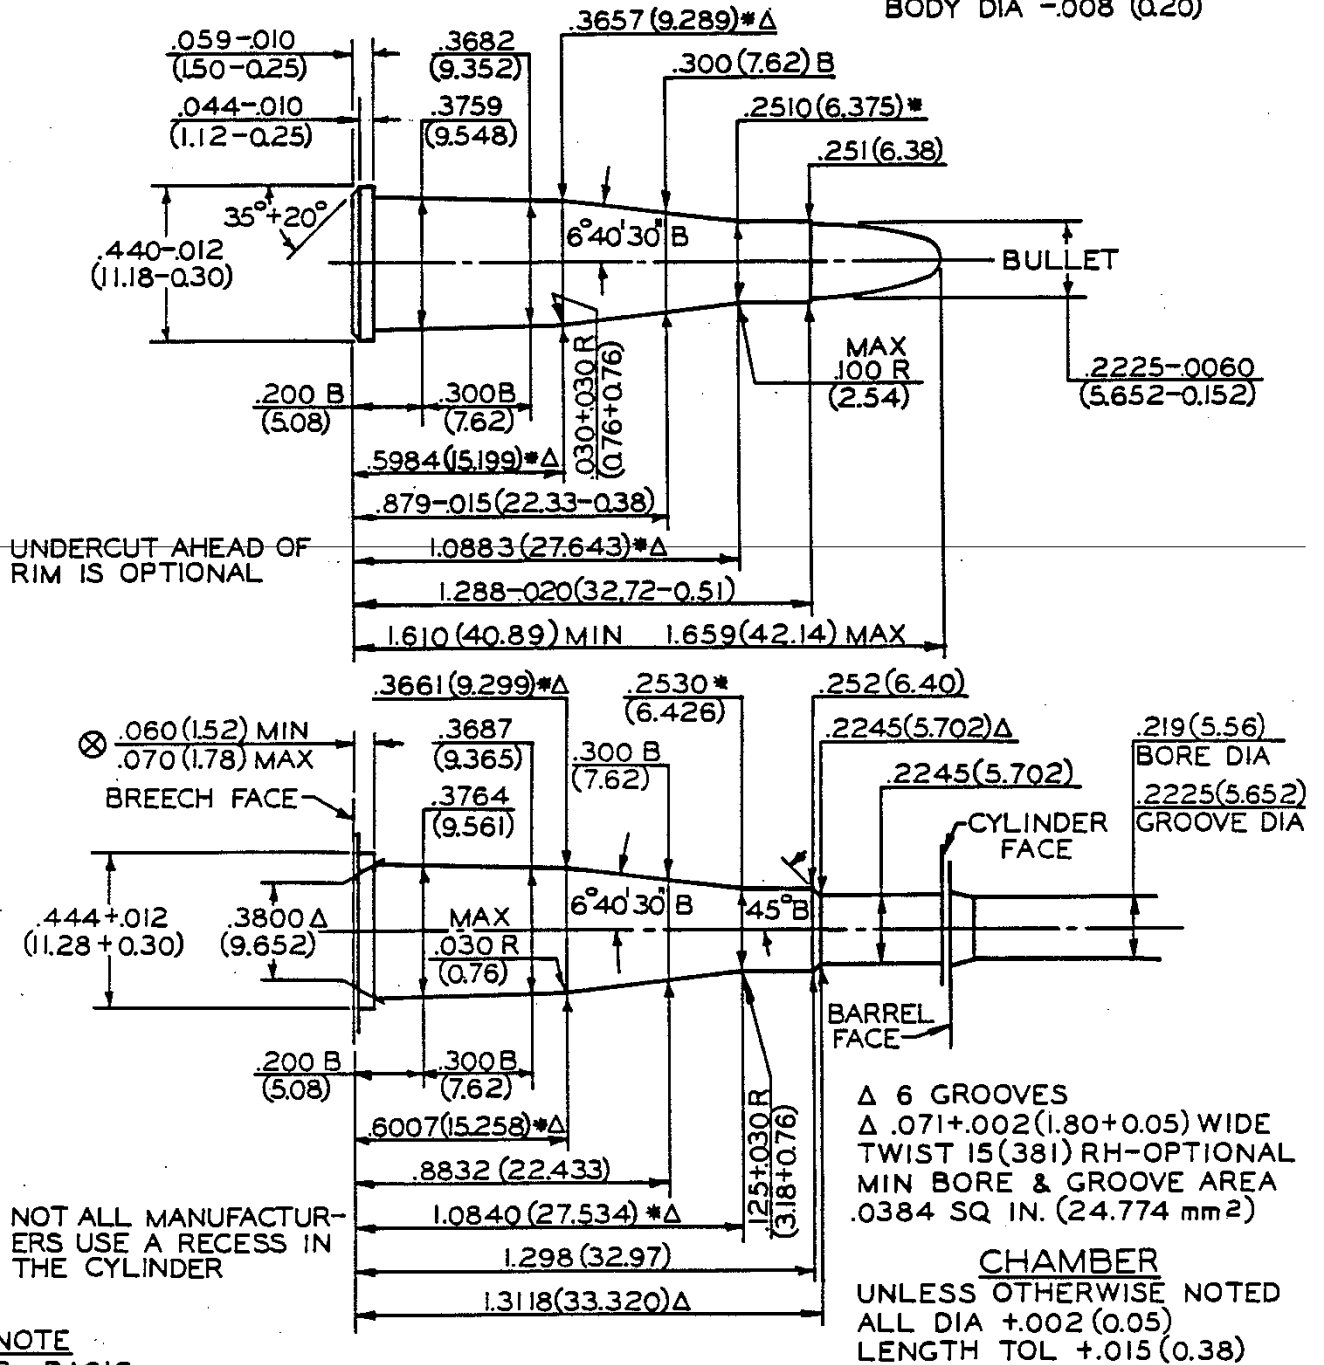 BODY DIA -.008 (0.20)
.3657(9.289)*Δ
.059-.010
(1.50-0.25)
.3682
(9.352)
.300(7.62)B
.044-.010
(1.12-0.25)
.3759
(9.548)
.2510(6.375)*
.251(6.38)
35°+20°
6°40'30" B
.440-.012
(11.18-0.30)
BULLET
MAX
.100 R
(2.54)
.2225-.0060
(5.652-0.152)
.200 B
(5.08)
.300B
(7.62)
.030+.030 R
(0.76+0.76)
.5984(15.199)*Δ
.879-.015(22.33-0.38)
UNDERCUT AHEAD OF
RIM IS OPTIONAL
1.0883(27.643)*Δ
1.288-.020(32.72-0.51)
1.610(40.89) MIN 1.659(42.14) MAX
.3661(9.299)*Δ
.2530*
(6.426)
.252(6.40)
⊗ .060(1.52) MIN
.070(1.78) MAX
.3687
(9.365)
.300 B
(7.62)
.2245(5.702)Δ
.219(5.56)
BORE DIA
.2245(5.702)
BREECH FACE
.3764
(9.561)
.2225(5.652)
GROOVE DIA
CYLINDER
FACE
6°40'30" B
45°B
.444+.012
(11.28+0.30)
.3800Δ
(9.652)
MAX
.030 R
(0.76)
BARREL
FACE
.200 B
(5.08)
.300B
(7.62)
.125+.030 R
(3.18+0.76)
.6007(15.258)*Δ
.8832(22.433)
1.0840(27.534)*Δ
1.298(32.97)
1.3118(33.320)Δ
Δ 6 GROOVES
Δ .071+.002(1.80+0.05) WIDE
TWIST 15(381) RH-OPTIONAL
MIN BORE & GROOVE AREA
.0384 SQ IN. (24.774 mm2)
NOT ALL MANUFACTUR-
ERS USE A RECESS IN
THE CYLINDER
CHAMBER
UNLESS OTHERWISE NOTED
ALL DIA +.002(0.05)
LENGTH TOL +.015(0.38)
NOTE